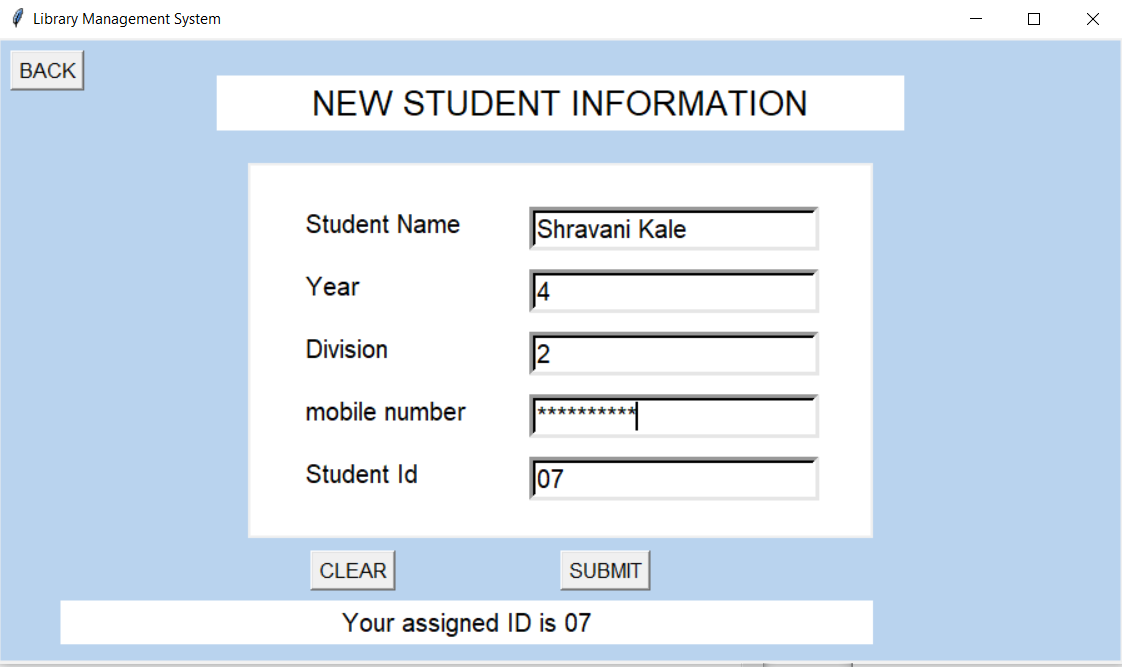 Library Management System
BACK
NEW STUDENT INFORMATION
Student Name Shravani Kale
Year 4
Division 2
mobile number **********
Student Id 07
CLEAR SUBMIT
Your assigned ID is 07